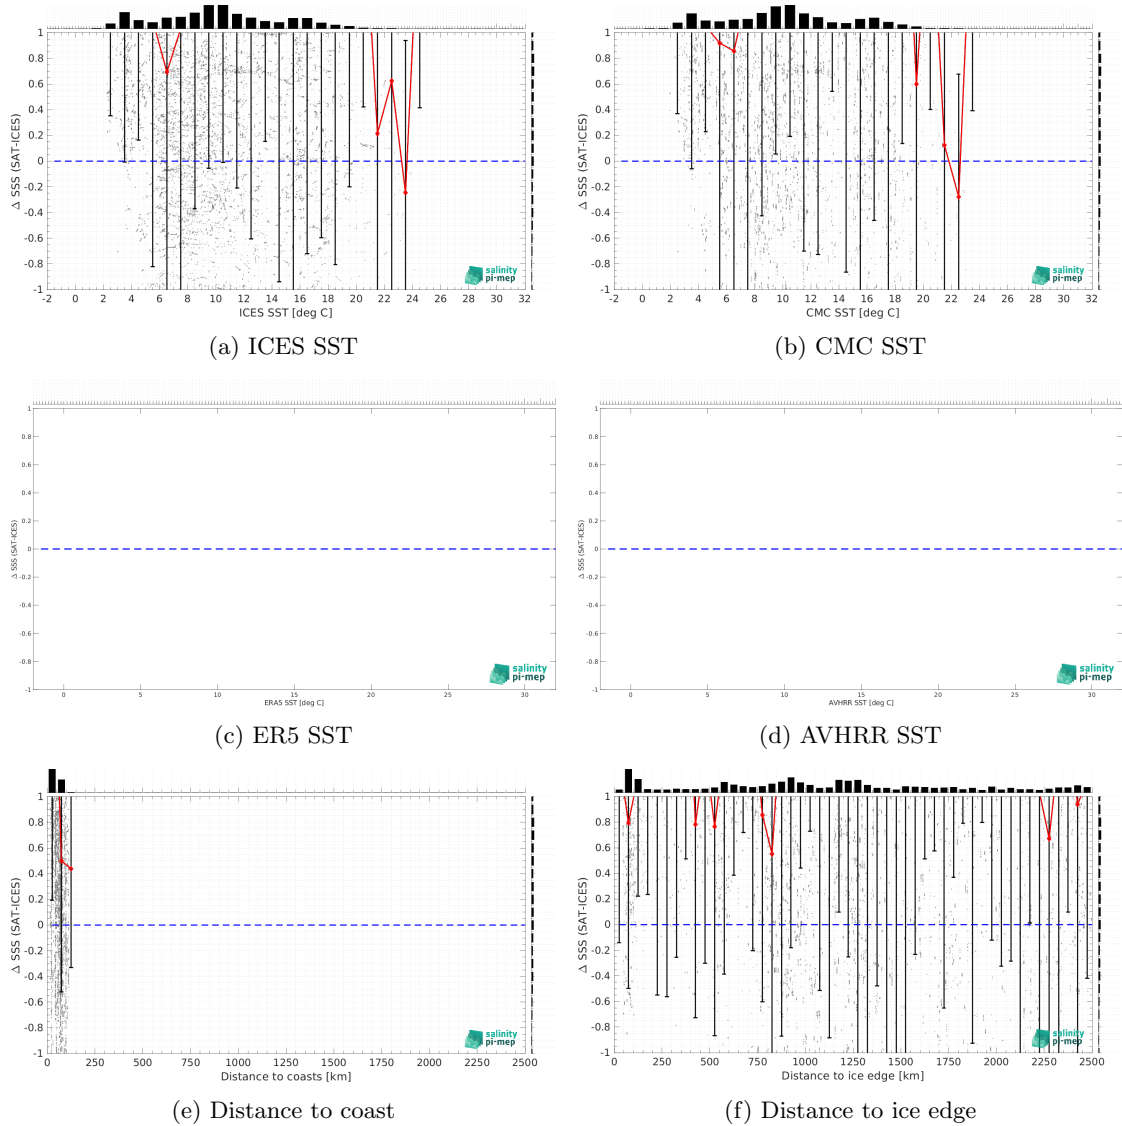 1
0.8
0.6
0.4
0.2
0
-0.2
-0.4
-0.6
-0.8
-1
Δ SSS (SAT-ICES)
-2 0 2 4 6 8 10 12 14 16 18 20 22 24 26 28 30 32
ICES SST [deg C]
salinity
pi-mep
(a) ICES SST
1
0.8
0.6
0.4
0.2
0
-0.2
-0.4
-0.6
-0.8
-1
Δ SSS (SAT-ICES)
-2 0 2 4 6 8 10 12 14 16 18 20 22 24 26 28 30 32
CMC SST [deg C]
salinity
pi-mep
(b) CMC SST
1
0.8
0.6
0.4
0.2
0
-0.2
-0.4
-0.6
-0.8
-1
Δ SSS (SAT-ICES)
0 5 10 15 20 25 30
ERA5 SST [deg C]
salinity
pi-mep
(c) ER5 SST
1
0.8
0.6
0.4
0.2
0
-0.2
-0.4
-0.6
-0.8
-1
Δ SSS (SAT-ICES)
0 5 10 15 20 25 30
AVHRR SST [deg C]
salinity
pi-mep
(d) AVHRR SST
1
0.8
0.6
0.4
0.2
0
-0.2
-0.4
-0.6
-0.8
-1
Δ SSS (SAT-ICES)
0 250 500 750 1000 1250 1500 1750 2000 2250 2500
Distance to coasts [km]
salinity
pi-mep
(e) Distance to coast
1
0.8
0.6
0.4
0.2
0
-0.2
-0.4
-0.6
-0.8
-1
Δ SSS (SAT-ICES)
0 250 500 750 1000 1250 1500 1750 2000 2250 2500
Distance to ice edge [km]
salinity
pi-mep
(f) Distance to ice edge